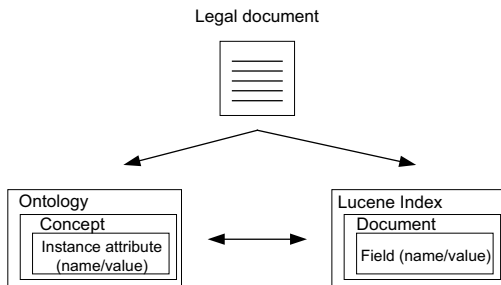 Legal document
Ontology
Concept
Instance attribute
(name/value)
Lucene Index
Document
Field (name/value)